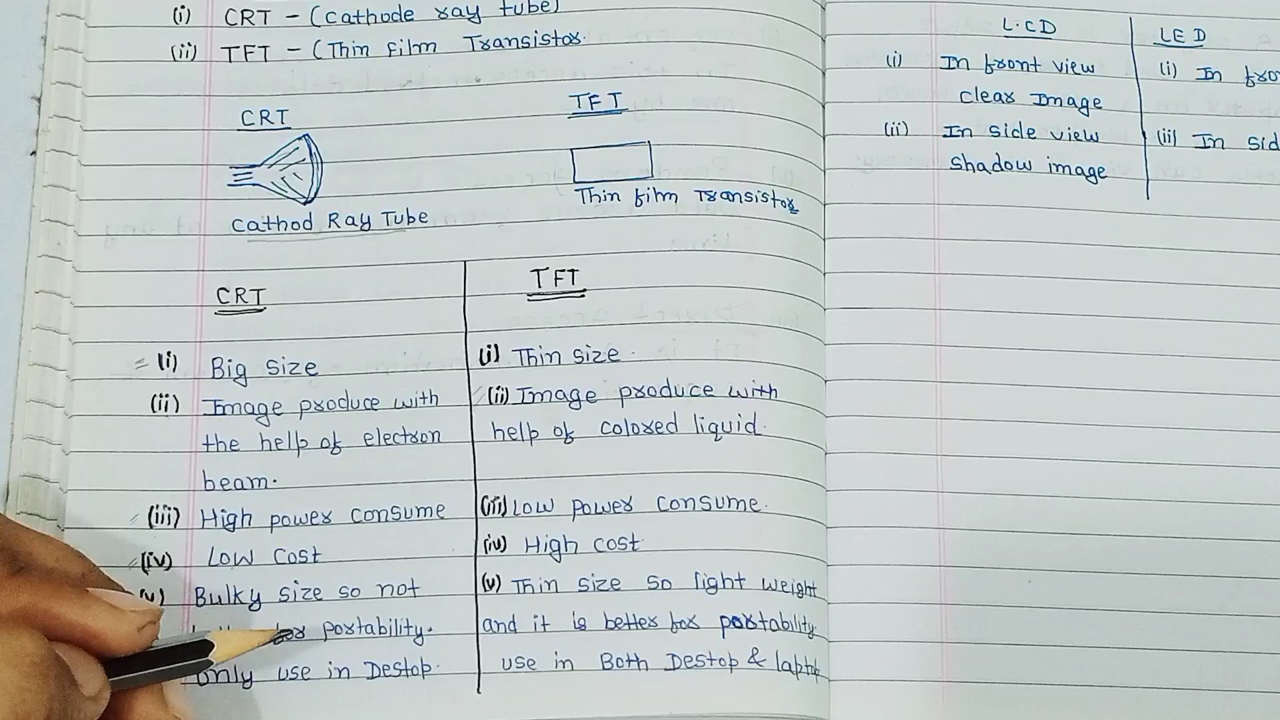 (i) CRT - (Cathode ray tube)
(ii) TFT - (Thin film Transistor.
CRT
TFT
Cathod Ray Tube
Thin film Transistor
CRT
TFT
(i) Big Size
(i) Thin size.
(ii) Image produce with
the help of electron
beam.
(ii) Image produce with
help of colored liquid.
(iii) High power consume
(iii) Low power consume.
(iv) Low Cost
(iv) High cost
(v) Bulky size so not
for portability.
only use in Destop.
(v) Thin size so light weight
and it is better for portability
use in Both Destop & laptop
L.CD
LED
(i) In front view
clear Image
(i) In
(ii) In side view
shadow image
(ii) In